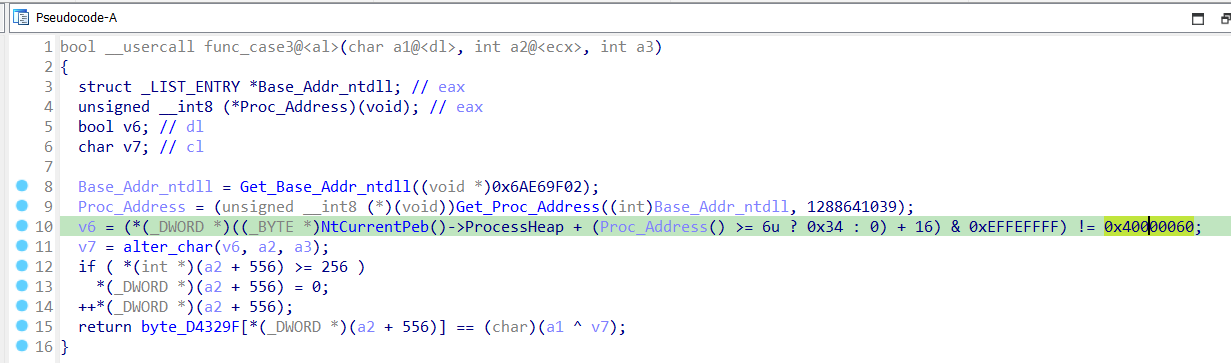 Pseudocode-A
1 bool __usercall func_case3@<al>(char a1@<dl>, int a2@<ecx>, int a3)
2 {
3 struct _LIST_ENTRY *Base_Addr_ntdll; // eax
4 unsigned __int8 (*Proc_Address)(void); // eax
5 bool v6; // dl
6 char v7; // cl
7
8 Base_Addr_ntdll = Get_Base_Addr_ntdll((void *)0x6AE69F02);
9 Proc_Address = (unsigned __int8 (*)(void))Get_Proc_Address((int)Base_Addr_ntdll, 1288641039);
10 v6 = (*(_DWORD *)((_BYTE *)NtCurrentPeb()->ProcessHeap + (Proc_Address() >= 6u ? 0x34 : 0) + 16) & 0xEFFEFFFF) != 0x40000060;
11 v7 = alter_char(v6, a2, a3);
12 if ( *(int *)(a2 + 556) >= 256 )
13 *(_DWORD *)(a2 + 556) = 0;
14 ++*(_DWORD *)(a2 + 556);
15 return byte_D4329F[*(_DWORD *)(a2 + 556)] == (char)(a1 ^ v7);
16 }